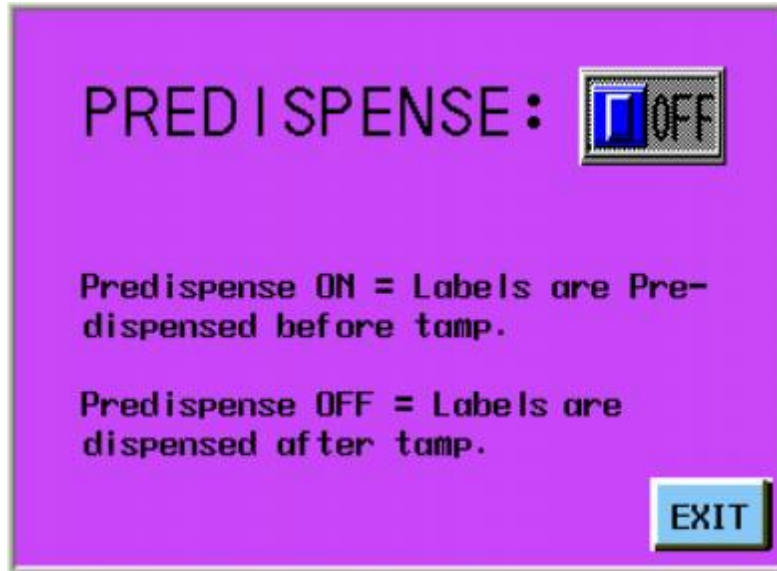 PREDISPENSE: OFF
Predispense ON = Labels are Pre-
dispensed before tamp.
Predispense OFF = Labels are
dispensed after tamp.
EXIT